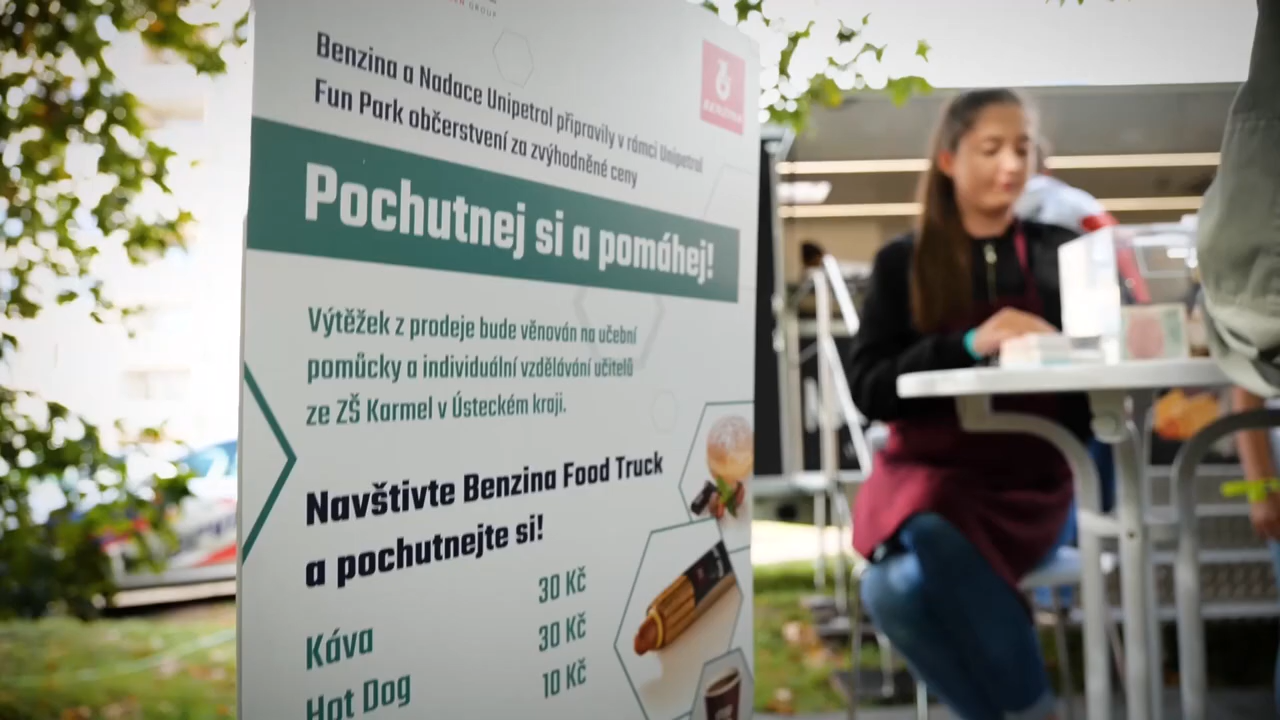 Benzina a Nadace Unipetrol připravily v rámci Unipetrol
Fun Park občerstvení za zvýhodněné ceny
Pochutnej si a pomáhej!
Výtěžek z prodeje bude věnován na učební
pomůcky a individuální vzdělávání učitelů
ze ZŠ Karmel v Ústeckém kraji.
Navštivte Benzina Food Truck
a pochutnejte si!
30 Kč
Káva 30 Kč
Hot Dog 10 Kč